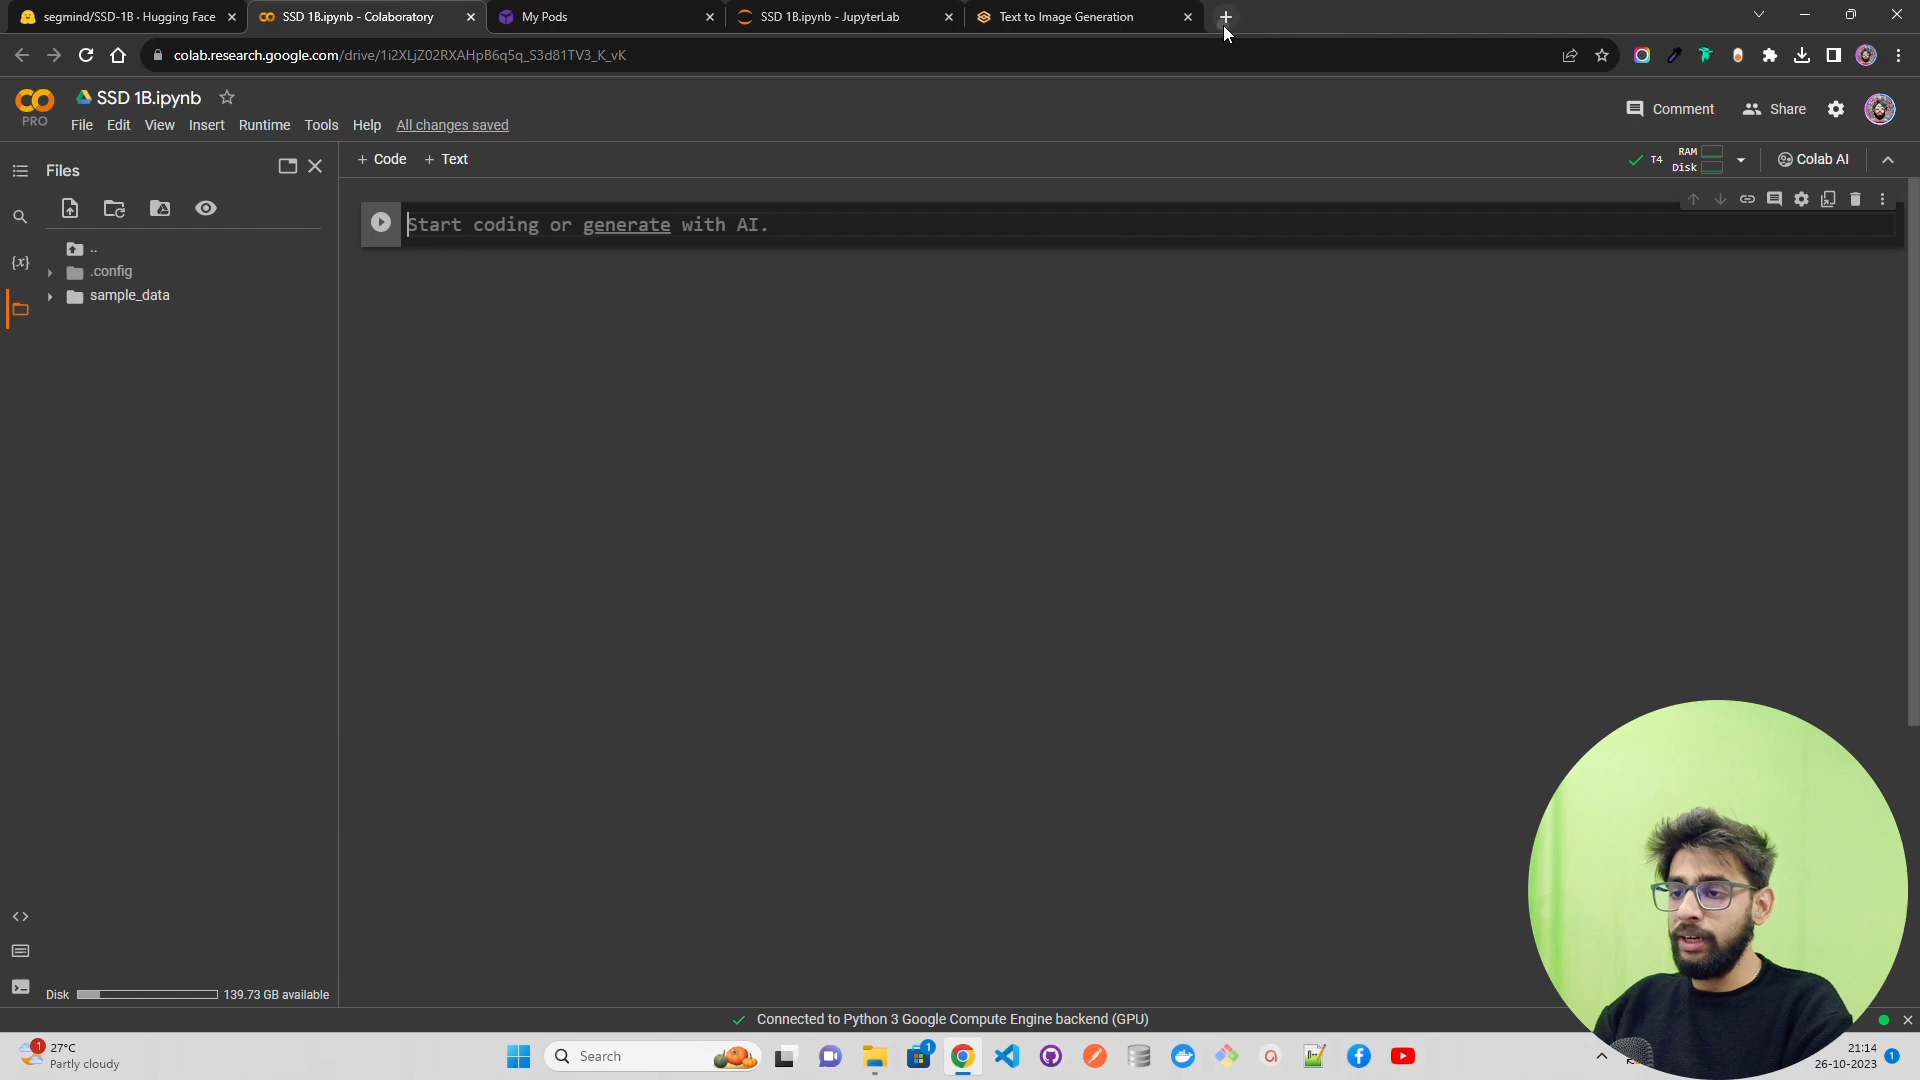 segmind/SSD-1B · Hugging Face
SSD 1B.ipynb - Colaboratory
My Pods
SSD 1B.ipynb - JupyterLab
Text to Image Generation
colab.research.google.com/drive/1i2XLjZ02RXAHpB6q5q_S3d81TV3_K_vK
CO
PRO
SSD 1B.ipynb
Comment
Share
File Edit View Insert Runtime Tools Help All changes saved
Files
+ Code + Text
T4
RAM
Disk
Colab AI
Start coding or generate with AI.
{x}
..
.config
sample_data
Disk
139.73 GB available
Connected to Python 3 Google Compute Engine backend (GPU)
1
27°C
Partly cloudy
Search
1
21:14
26-10-2023
1